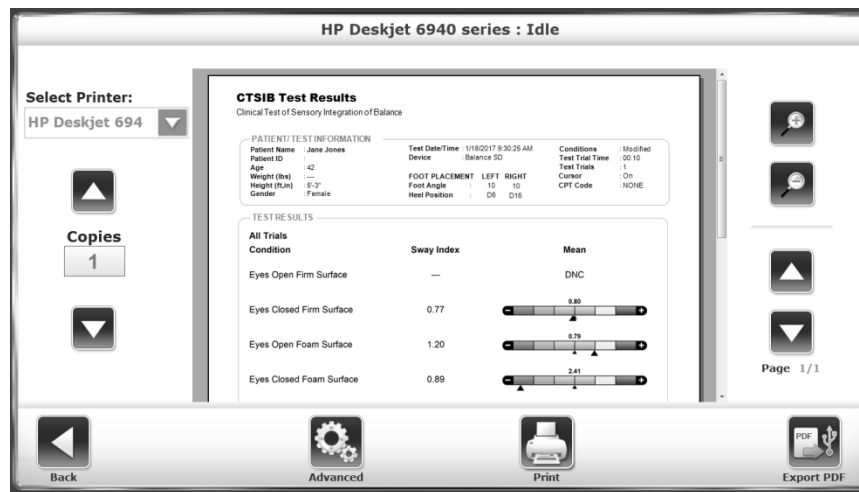 HP Deskjet 6940 series : Idle
Select Printer:
HP Deskjet 694
Copies
1
CTSIB Test Results
Clinical Test of Sensory Integration of Balance
PATIENT/TEST INFORMATION
Patient Name : Jane Jones
Patient ID :
Age : 42
Weight (lbs) : ---
Height (ft,in) : 5'-3"
Gender : Female
Test Date/Time : 1/18/2017 9:30:25 AM
Device : Balance SD
FOOT PLACEMENT LEFT RIGHT
Foot Angle : 10 10
Heel Position : D6 D16
Conditions : Modified
Test Trial Time : 00:10
Test Trials : 1
Cursor : On
CPT Code : NONE
TEST RESULTS
All Trials
Condition Sway Index Mean
Eyes Open Firm Surface --- DNC
Eyes Closed Firm Surface 0.77 0.80
Eyes Open Foam Surface 1.20 0.79
Eyes Closed Foam Surface 0.89 2.41
Page 1/1
Back
Advanced
Print
PDF
Export PDF